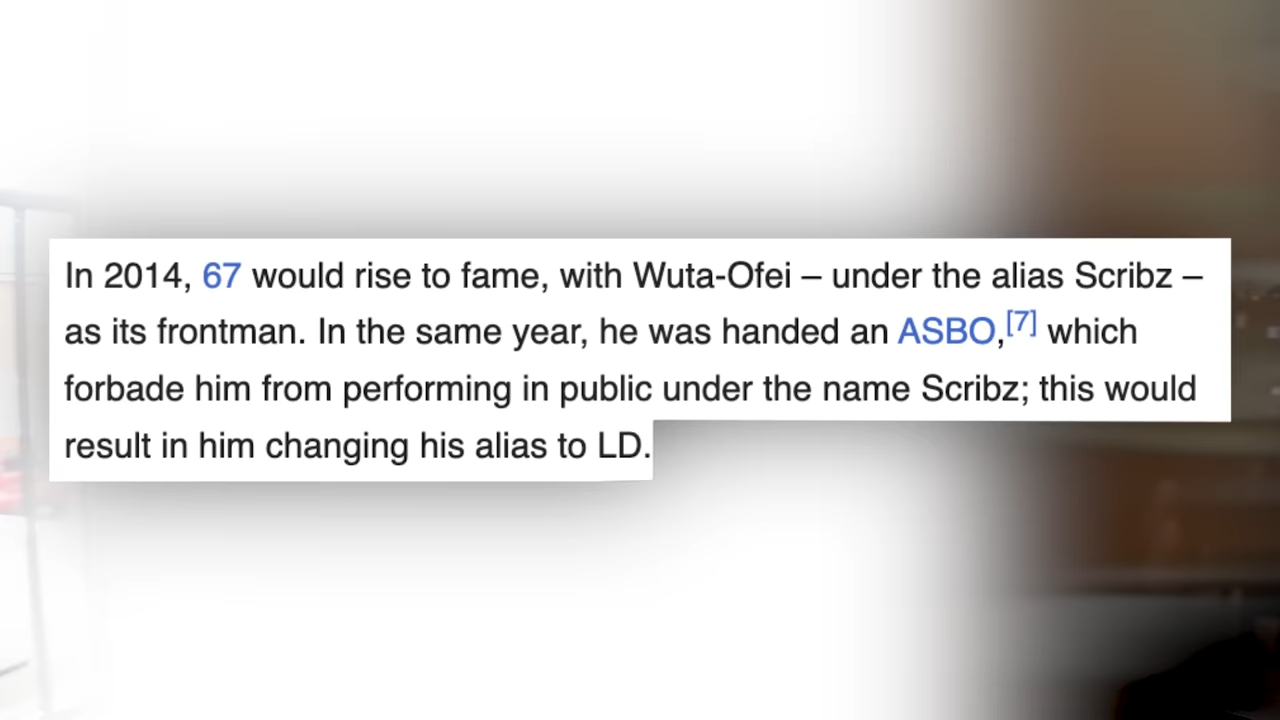 In 2014, 67 would rise to fame, with Wuta-Ofei – under the alias Scribz –
as its frontman. In the same year, he was handed an ASBO,[7] which
forbade him from performing in public under the name Scribz; this would
result in him changing his alias to LD.